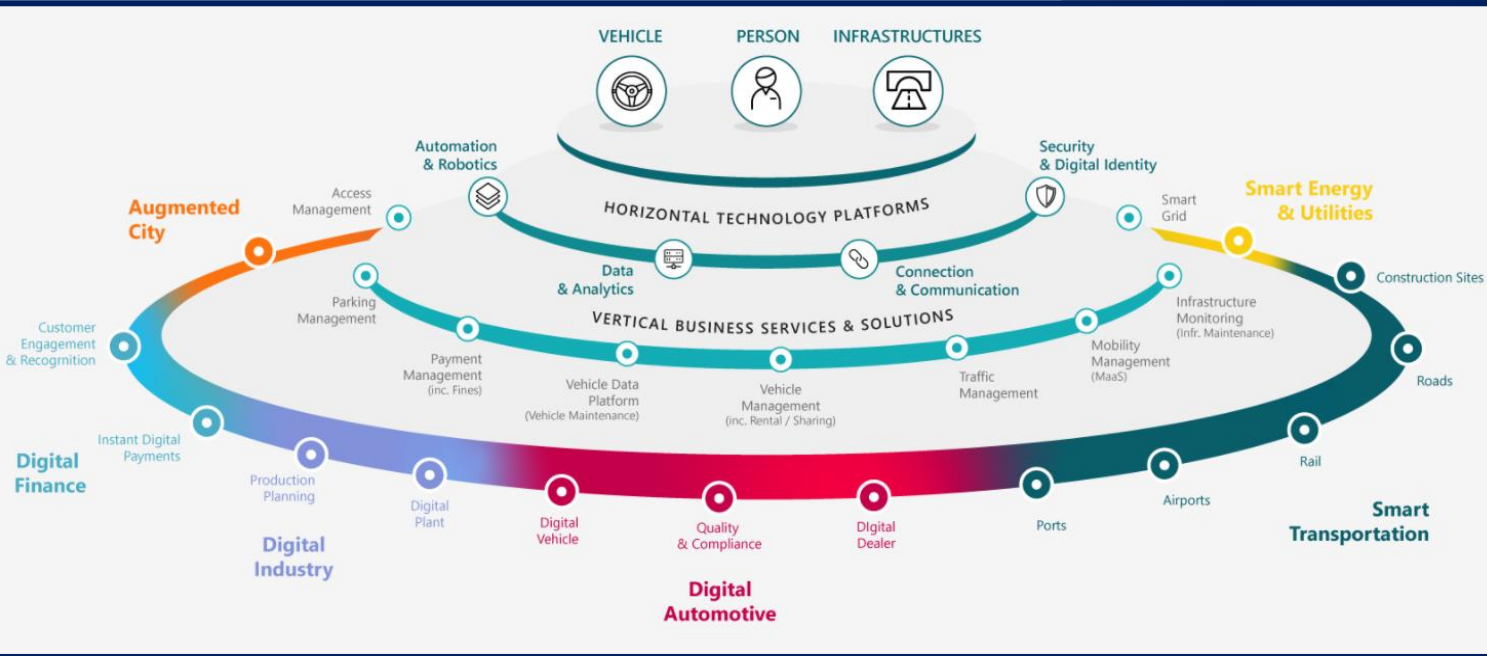 VEHICLE
PERSON
INFRASTRUCTURES
Automation
& Robotics
Security
& Digital Identity
HORIZONTAL TECHNOLOGY PLATFORMS
Data
& Analytics
Connection
& Communication
VERTICAL BUSINESS SERVICES & SOLUTIONS
Access
Management
Parking
Management
Payment
Management
(inc. Fines)
Vehicle Data
Platform
(Vehicle Maintenance)
Vehicle
Management
(inc. Rental / Sharing)
Traffic
Management
Mobility
Management
(MaaS)
Infrastructure
Monitoring
(Infr. Maintenance)
Smart
Grid
Augmented
City
Customer
Engagement
& Recogrnition
Instant Digital
Payments
Digital
Finance
Production
Planning
Digital
Plant
Digital
Industry
Digital
Vehicle
Quality
& Compliance
DIgital
Dealer
Digital
Automotive
Ports
Airports
Rail
Roads
Construction Sites
Smart
Transportation
Smart Energy
& Utilities